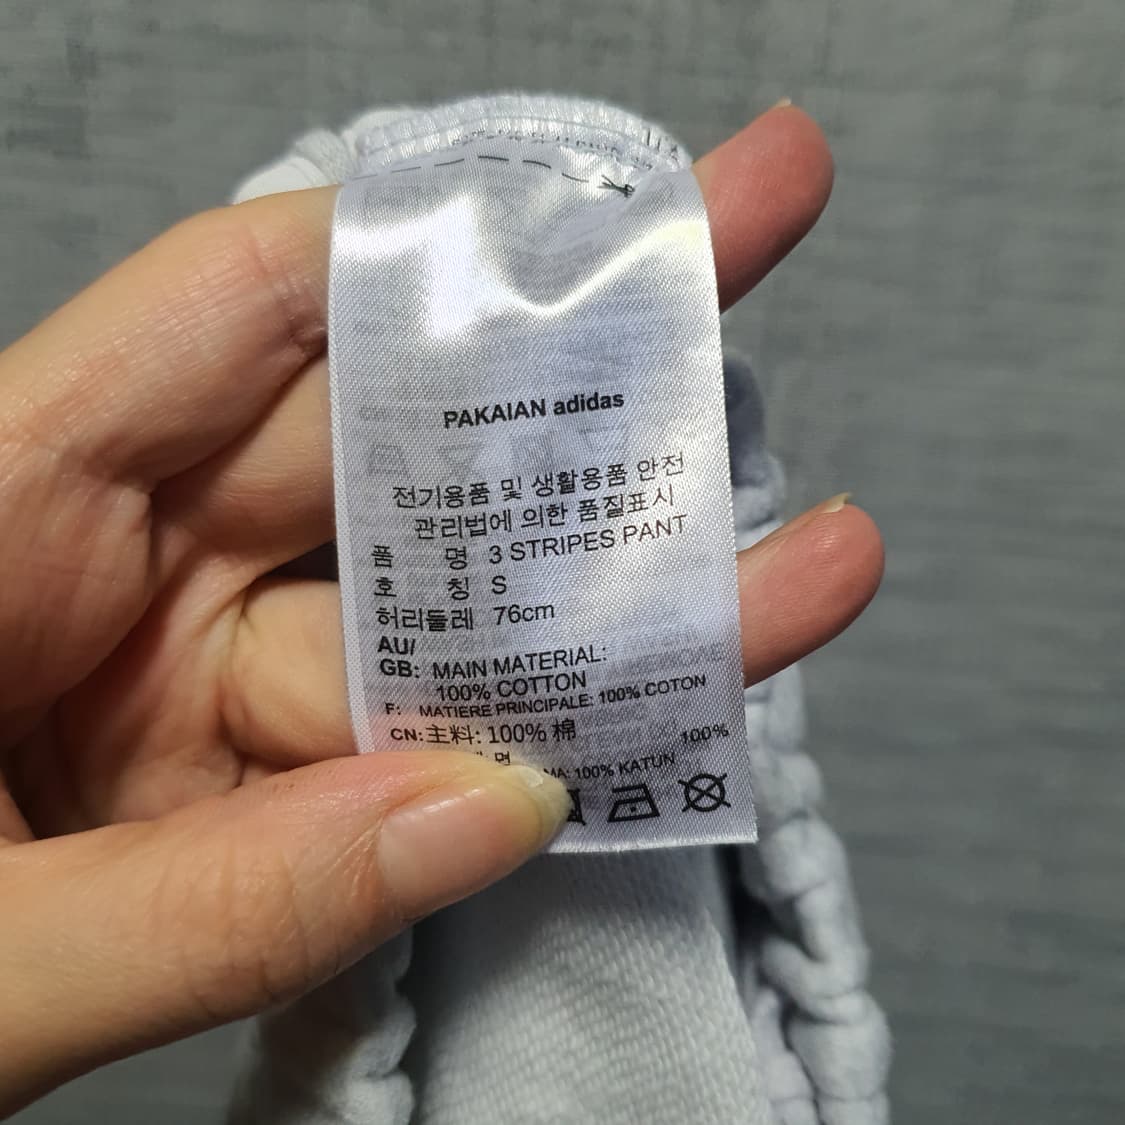 PAKAIAN adidas
전기용품 및 생활용품 안전
관리법에 의한 품질표시
품 명 3 STRIPES PANT
호 칭 S
허리둘레 76cm
AU/
GB: MAIN MATERIAL:
100% COTTON
F: MATIERE PRINCIPALE: 100% COTON
CN: 主料: 100% 棉
면 100%
MA: 100% KATUN